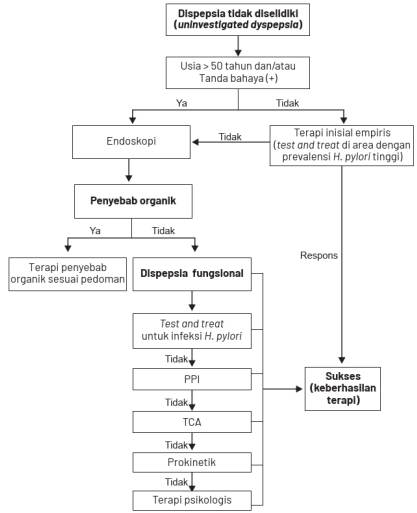 Dispepsia tidak diselidiki
(uninvestigated dyspepsia)
Usia > 50 tahun dan/atau
Tanda bahaya (+)
Ya
Tidak
Endoskopi
Tidak
Terapi inisial empiris
(test and treat di area dengan
prevalensi H. pylori tinggi)
Penyebab organik
Ya
Tidak
Respons
Terapi penyebab
organik sesuai pedoman
Dispepsia fungsional
Test and treat
untuk infeksi H. pylori
Tidak
PPI
Sukses
(keberhasilan
terapi)
Tidak
TCA
Tidak
Prokinetik
Tidak
Terapi psikologis